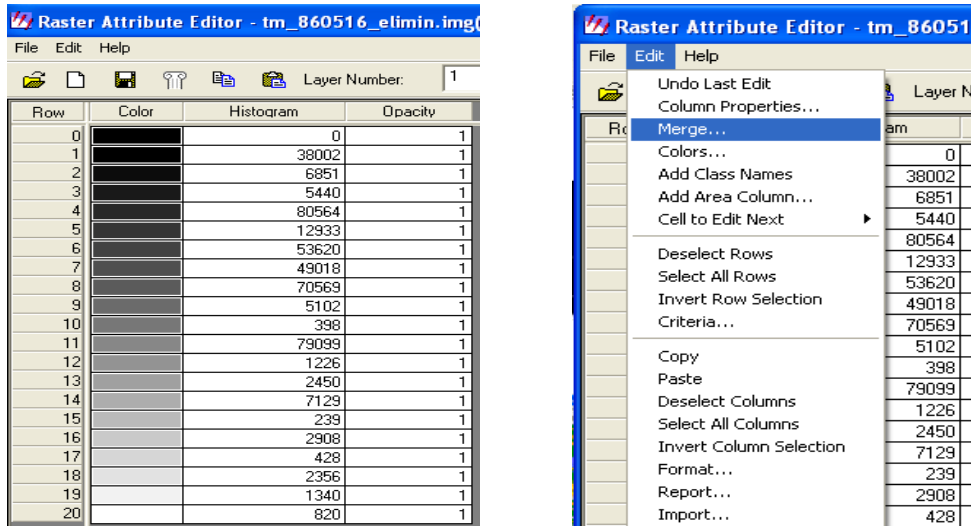 Raster Attribute Editor - tm_860516_elimin.img(
File Edit Help
Layer Number: 1
Row Color Histogram Opacity
0 0 1
1 38002 1
2 6851 1
3 5440 1
4 80564 1
5 12933 1
6 53620 1
7 49018 1
8 70569 1
9 5102 1
10 398 1
11 79099 1
12 1226 1
13 2450 1
14 7129 1
15 239 1
16 2908 1
17 428 1
18 2356 1
19 1340 1
20 820 1
Raster Attribute Editor - tm_86051
File Edit Help
Layer N
Ro am
Undo Last Edit
Column Properties...
Merge...
Colors...
Add Class Names
Add Area Column...
Cell to Edit Next
Deselect Rows
Select All Rows
Invert Row Selection
Criteria...
Copy
Paste
Deselect Columns
Select All Columns
Invert Column Selection
Format...
Report...
Import...
0
38002
6851
5440
80564
12933
53620
49018
70569
5102
398
79099
1226
2450
7129
239
2908
428